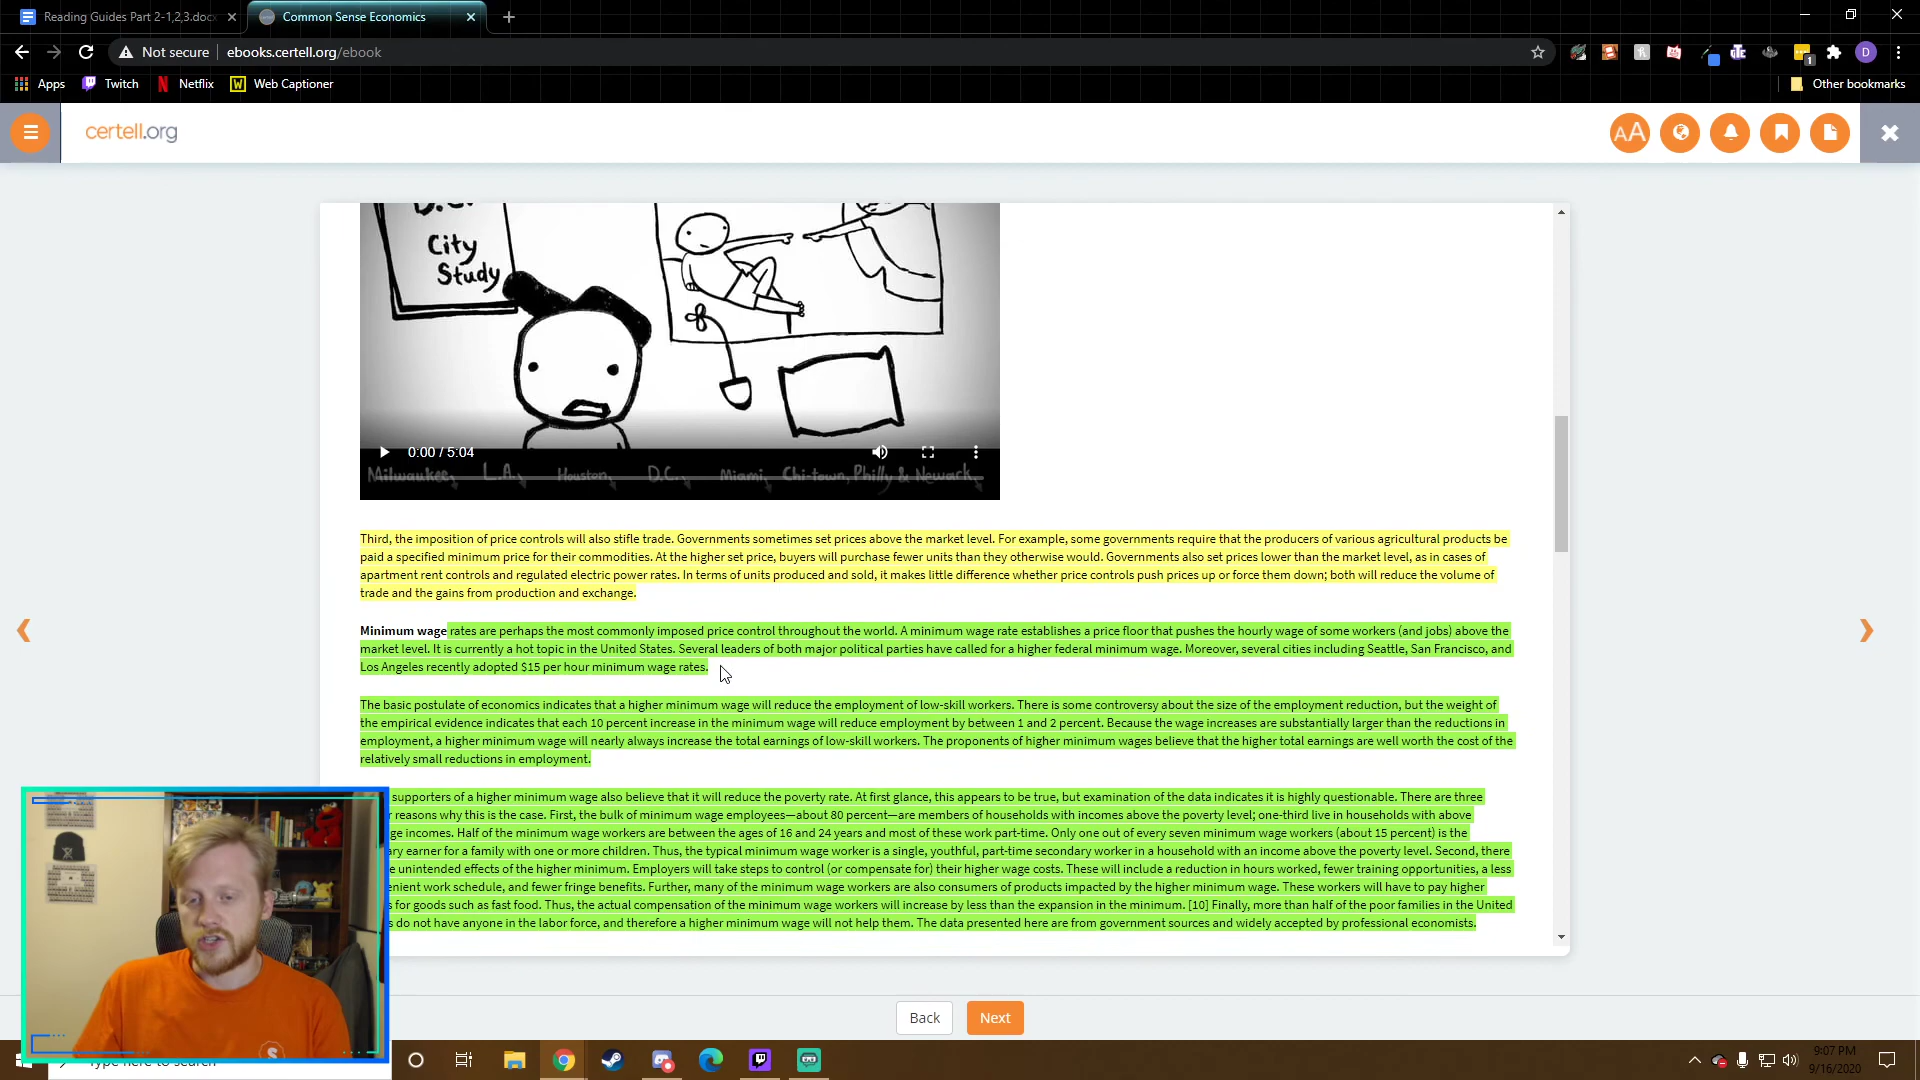 Reading Guides Part 2-1,2,3.docx
Common Sense Economics
Not secure
ebooks.certell.org/ebook
Apps
Twitch
Netflix
Web Captioner
Other bookmarks
certell.org
D.C.
City
Study
0:00 / 5:04
Milwaukee, L.A., Houston, D.C., Miami, Chi-town, Philly & Newark,
Third, the imposition of price controls will also stifle trade. Governments sometimes set prices above the market level. For example, some governments require that the producers of various agricultural products be
paid a specified minimum price for their commodities. At the higher set price, buyers will purchase fewer units than they otherwise would. Governments also set prices lower than the market level, as in cases of
apartment rent controls and regulated electric power rates. In terms of units produced and sold, it makes little difference whether price controls push prices up or force them down; both will reduce the volume of
trade and the gains from production and exchange.
Minimum wage rates are perhaps the most commonly imposed price control throughout the world. A minimum wage rate establishes a price floor that pushes the hourly wage of some workers (and jobs) above the
market level. It is currently a hot topic in the United States. Several leaders of both major political parties have called for a higher federal minimum wage. Moreover, several cities including Seattle, San Francisco, and
Los Angeles recently adopted $15 per hour minimum wage rates.
The basic postulate of economics indicates that a higher minimum wage will reduce the employment of low-skill workers. There is some controversy about the size of the employment reduction, but the weight of
the empirical evidence indicates that each 10 percent increase in the minimum wage will reduce employment by between 1 and 2 percent. Because the wage increases are substantially larger than the reductions in
employment, a higher minimum wage will nearly always increase the total earnings of low-skill workers. The proponents of higher minimum wages believe that the higher total earnings are well worth the cost of the
relatively small reductions in employment.
supporters of a higher minimum wage also believe that it will reduce the poverty rate. At first glance, this appears to be true, but examination of the data indicates it is highly questionable. There are three
reasons why this is the case. First, the bulk of minimum wage employees—about 80 percent—are members of households with incomes above the poverty level; one-third live in households with above
incomes. Half of the minimum wage workers are between the ages of 16 and 24 years and most of these work part-time. Only one out of every seven minimum wage workers (about 15 percent) is the
earner for a family with one or more children. Thus, the typical minimum wage worker is a single, youthful, part-time secondary worker in a household with an income above the poverty level. Second, there
unintended effects of the higher minimum. Employers will take steps to control (or compensate for) their higher wage costs. These will include a reduction in hours worked, fewer training opportunities, a less
work schedule, and fewer fringe benefits. Further, many of the minimum wage workers are also consumers of products impacted by the higher minimum wage. These workers will have to pay higher
for goods such as fast food. Thus, the actual compensation of the minimum wage workers will increase by less than the expansion in the minimum. [10] Finally, more than half of the poor families in the United
do not have anyone in the labor force, and therefore a higher minimum wage will not help them. The data presented here are from government sources and widely accepted by professional economists.
Back
Next
Type here to search
9:07 PM
9/16/2020